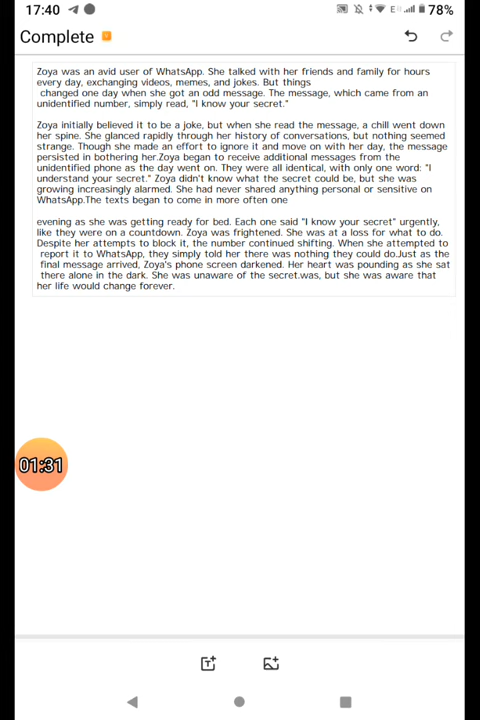 17:40
E
78%
Complete
Zoya was an avid user of WhatsApp. She talked with her friends and family for hours
every day, exchanging videos, memes, and jokes. But things
changed one day when she got an odd message. The message, which came from an
unidentified number, simply read, "I know your secret."
Zoya initially believed it to be a joke, but when she read the message, a chill went down
her spine. She glanced rapidly through her history of conversations, but nothing seemed
strange. Though she made an effort to ignore it and move on with her day, the message
persisted in bothering her.Zoya began to receive additional messages from the
unidentified phone as the day went on. They were all identical, with only one word: "I
understand your secret." Zoya didn't know what the secret could be, but she was
growing increasingly alarmed. She had never shared anything personal or sensitive on
WhatsApp.The texts began to come in more often one
evening as she was getting ready for bed. Each one said "I know your secret" urgently,
like they were on a countdown. Zoya was frightened. She was at a loss for what to do.
Despite her attempts to block it, the number continued shifting. When she attempted to
report it to WhatsApp, they simply told her there was nothing they could do.Just as the
final message arrived, Zoya's phone screen darkened. Her heart was pounding as she sat
there alone in the dark. She was unaware of the secret.was, but she was aware that
her life would change forever.
01:31